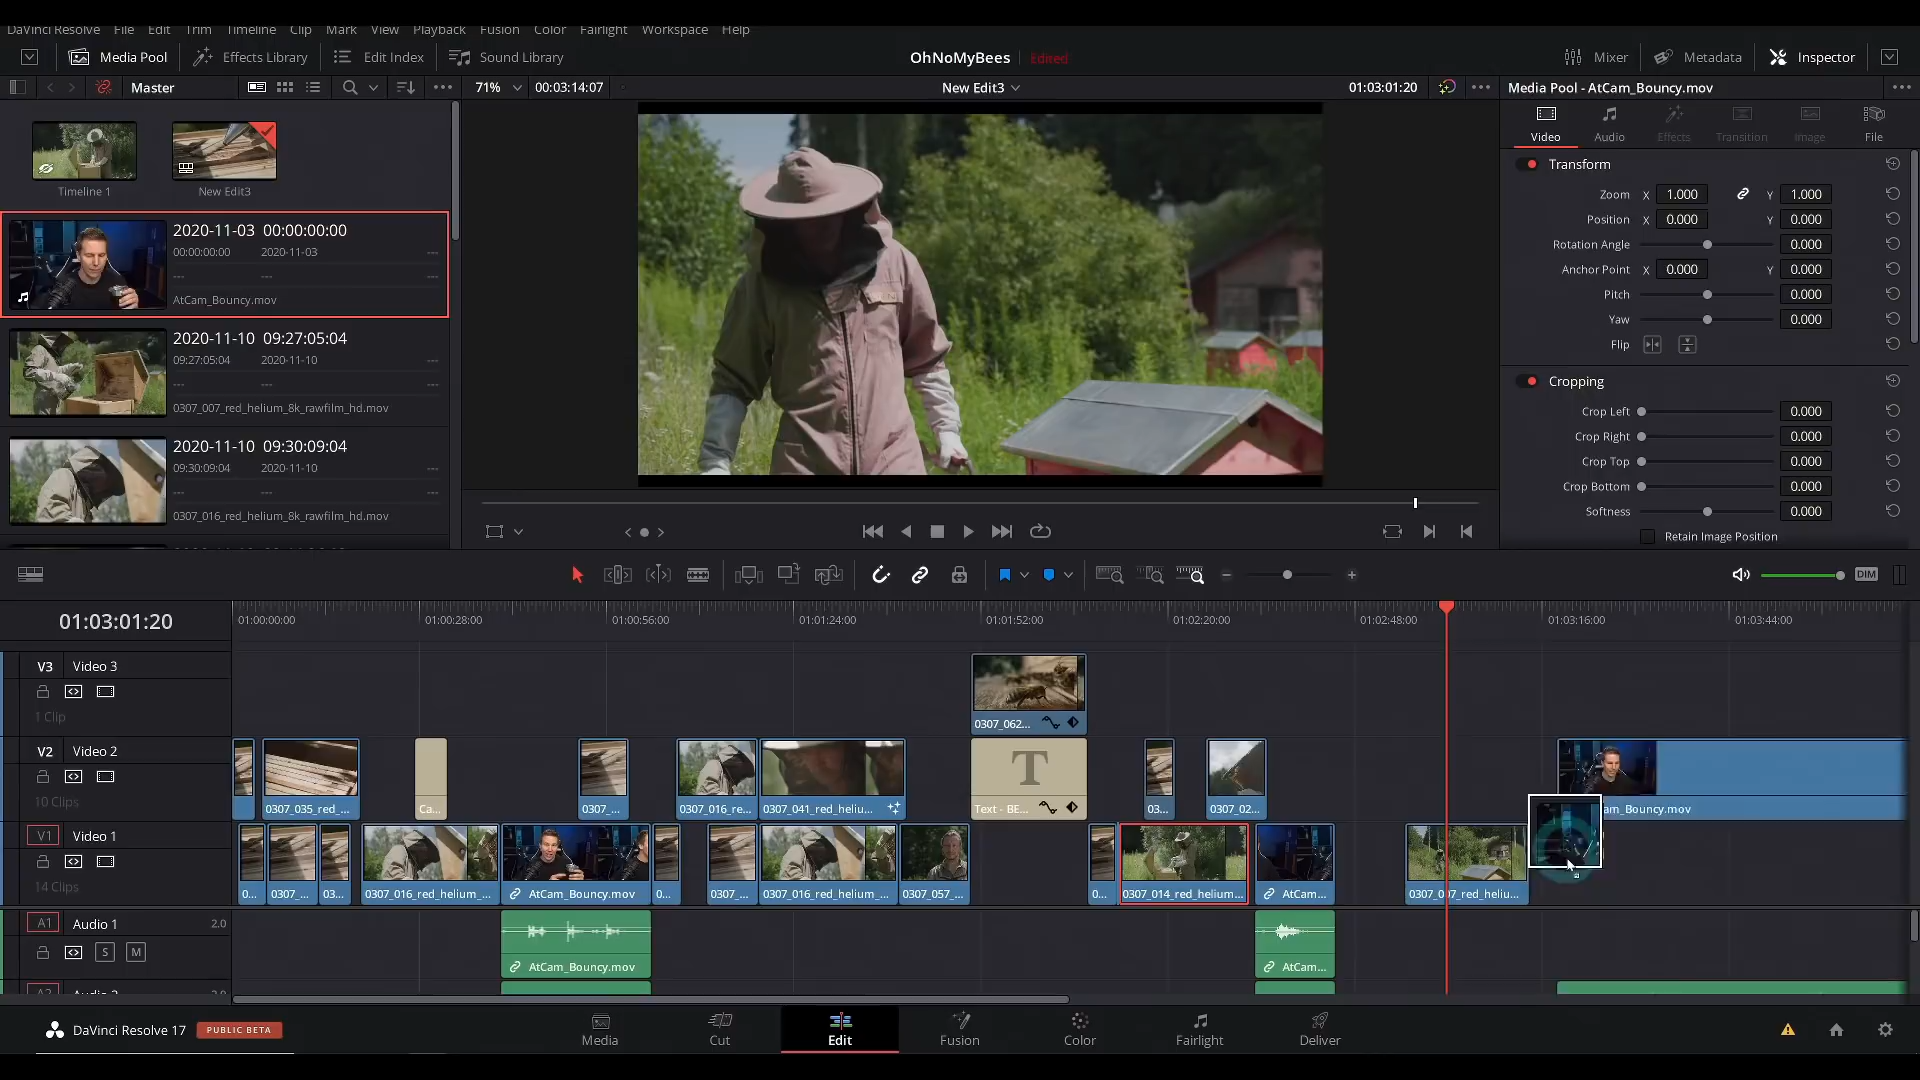 DaVinci Resolve File Edit Trim Timeline Clip Mark View Playback Fusion Color Fairlight Workspace Help
Media Pool Effects Library Edit Index Sound Library OhNoMyBees Edited Mixer Metadata Inspector
Master 71% 00:03:14:07 New Edit3 01:03:01:20 Media Pool - AtCam_Bouncy.mov
Video Audio Effects Transition Image File
Timeline 1 New Edit3
2020-11-03 00:00:00:00
00:00:00:00 2020-11-03 ---
--- --- ---
AtCam_Bouncy.mov
2020-11-10 09:27:05:04
09:27:05:04 2020-11-10 ---
--- --- ---
0307_007_red_helium_8k_rawfilm_hd.mov
2020-11-10 09:30:09:04
09:30:09:04 2020-11-10 ---
--- --- ---
0307_016_red_helium_8k_rawfilm_hd.mov
Transform
Zoom X 1.000 Y 1.000
Position X 0.000 Y 0.000
Rotation Angle 0.000
Anchor Point X 0.000 Y 0.000
Pitch 0.000
Yaw 0.000
Flip
Cropping
Crop Left 0.000
Crop Right 0.000
Crop Top 0.000
Crop Bottom 0.000
Softness 0.000
Retain Image Position
DIM
01:03:01:20 01:00:00:00 01:00:28:00 01:00:56:00 01:01:24:00 01:01:52:00 01:02:20:00 01:02:48:00 01:03:16:00 01:03:44:00
V3 Video 3
1 Clip
0307_062...
V2 Video 2
10 Clips
0307_035_red_... Ca... 0307_... 0307_016_re... 0307_041_red_heliu... T Text - BE... 03... 0307_02... am_Bouncy.mov
V1 Video 1
14 Clips
0... 0307_... 03... 0307_016_red_helium_... AtCam_Bouncy.mov 0... 0307_... 0307_016_red_helium_... 0307_057_... 0... 0307_014_red_helium... AtCam... 0307_007_red_heliu...
A1 Audio 1 2.0
S M
AtCam_Bouncy.mov AtCam...
DaVinci Resolve 17 PUBLIC BETA Media Cut Edit Fusion Color Fairlight Deliver